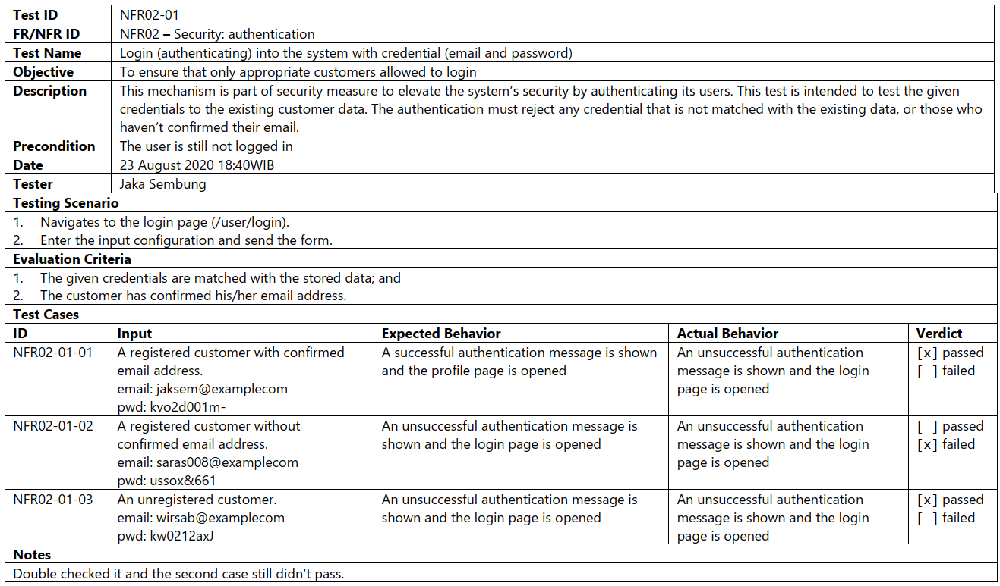 Test ID NFR02-01
FR/NFR ID NFR02 – Security: authentication
Test Name Login (authenticating) into the system with credential (email and password)
Objective To ensure that only appropriate customers allowed to login
Description This mechanism is part of security measure to elevate the system’s security by authenticating its users. This test is intended to test the given
credentials to the existing customer data. The authentication must reject any credential that is not matched with the existing data, or those who
haven’t confirmed their email.
Precondition The user is still not logged in
Date 23 August 2020 18:40WIB
Tester Jaka Sembung
Testing Scenario
1. Navigates to the login page (/user/login).
2. Enter the input configuration and send the form.
Evaluation Criteria
1. The given credentials are matched with the stored data; and
2. The customer has confirmed his/her email address.
Test Cases
ID Input Expected Behavior Actual Behavior Verdict
NFR02-01-01 A registered customer with confirmed A successful authentication message is shown An unsuccessful authentication [x] passed
email address. and the profile page is opened message is shown and the login [ ] failed
email: jaksem@examplecom page is opened
pwd: kvo2d001m-
NFR02-01-02 A registered customer without An unsuccessful authentication message is An unsuccessful authentication [ ] passed
confirmed email address. shown and the login page is opened message is shown and the login [x] failed
email: saras008@examplecom page is opened
pwd: ussox&661
NFR02-01-03 An unregistered customer. An unsuccessful authentication message is An unsuccessful authentication [x] passed
email: wirsab@examplecom shown and the login page is opened message is shown and the login [ ] failed
pwd: kw0212axJ page is opened
Notes
Double checked it and the second case still didn’t pass.